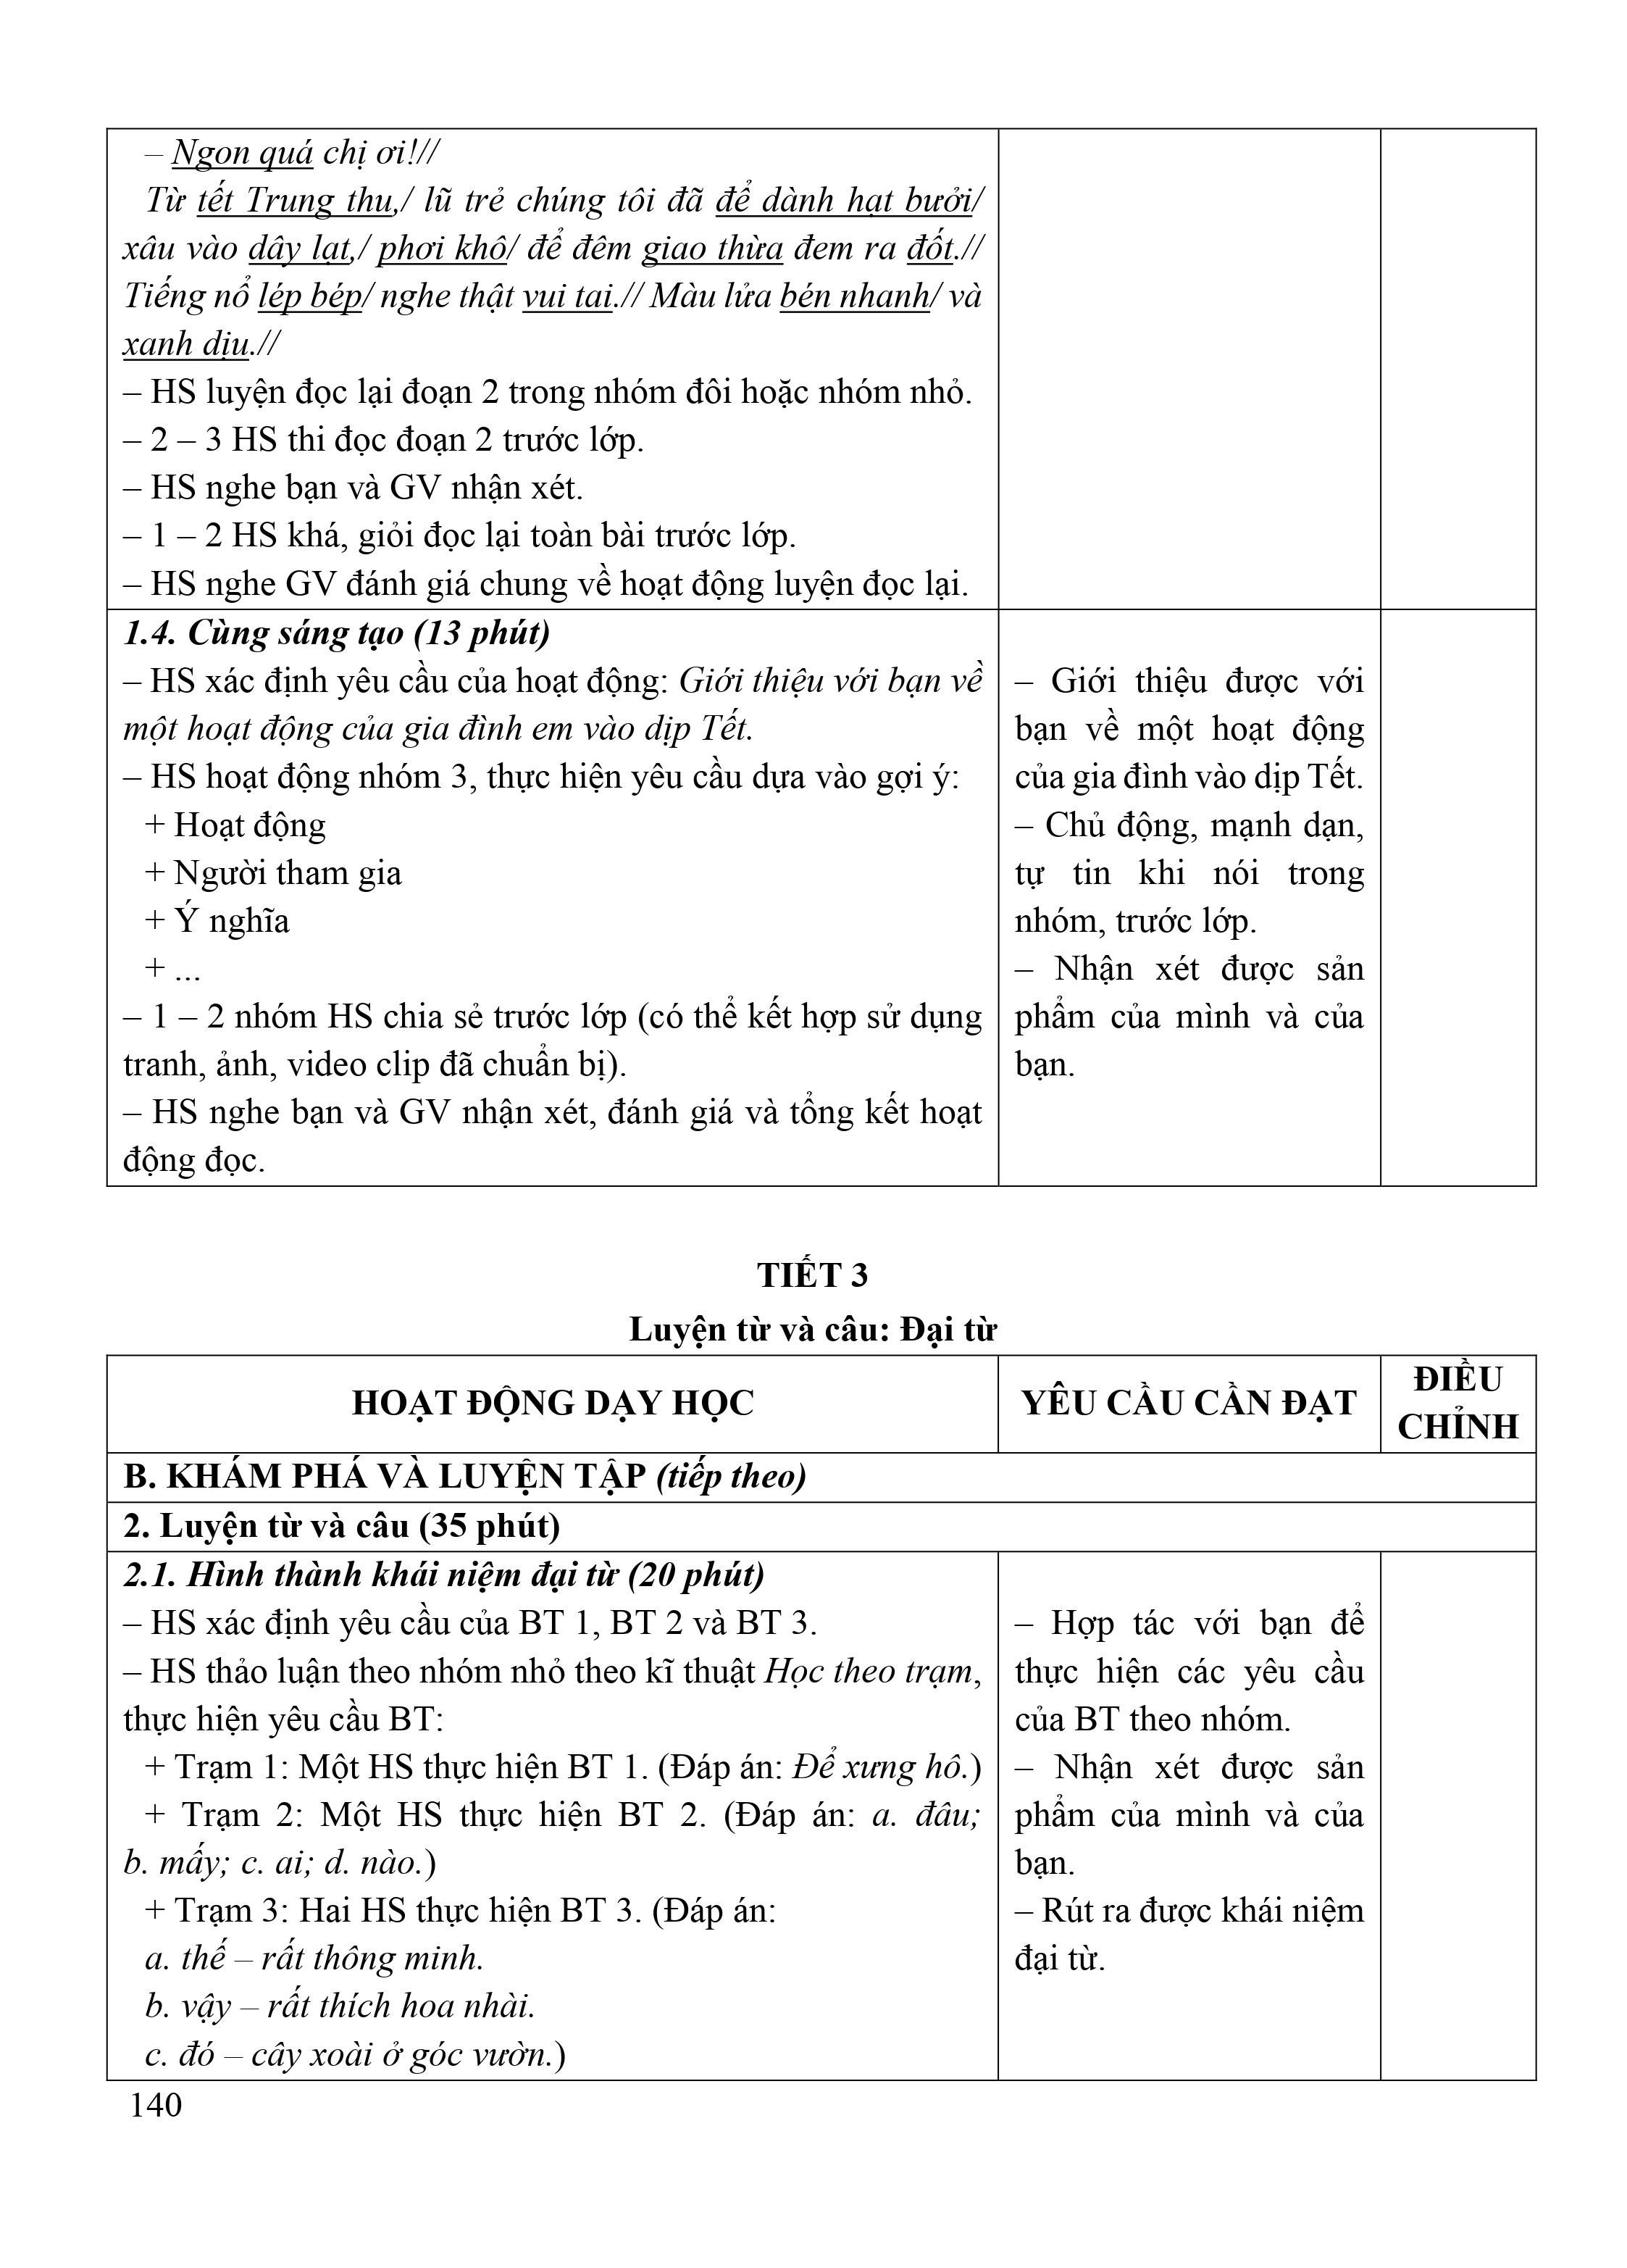 – Ngon quá chị ơi!//
Từ tết Trung thu,/ lũ trẻ chúng tôi đã để dành hạt bưởi/
xâu vào dây lạt,/ phơi khô/ để đêm giao thừa đem ra đốt.//
Tiếng nổ lép bép/ nghe thật vui tai.// Màu lửa bén nhanh/ và
xanh dịu.//
– HS luyện đọc lại đoạn 2 trong nhóm đôi hoặc nhóm nhỏ.
– 2 – 3 HS thi đọc đoạn 2 trước lớp.
– HS nghe bạn và GV nhận xét.
– 1 – 2 HS khá, giỏi đọc lại toàn bài trước lớp.
– HS nghe GV đánh giá chung về hoạt động luyện đọc lại.
1.4. Cùng sáng tạo (13 phút)
– HS xác định yêu cầu của hoạt động: Giới thiệu với bạn về
một hoạt động của gia đình em vào dịp Tết.
– HS hoạt động nhóm 3, thực hiện yêu cầu dựa vào gợi ý:
+ Hoạt động
+ Người tham gia
+ Ý nghĩa
+ ...
– 1 – 2 nhóm HS chia sẻ trước lớp (có thể kết hợp sử dụng
tranh, ảnh, video clip đã chuẩn bị).
– HS nghe bạn và GV nhận xét, đánh giá và tổng kết hoạt
động đọc.
– Giới thiệu được với
bạn về một hoạt động
của gia đình vào dịp Tết.
– Chủ động, mạnh dạn,
tự tin khi nói trong
nhóm, trước lớp.
– Nhận xét được sản
phẩm của mình và của
bạn.
TIẾT 3
Luyện từ và câu: Đại từ
HOẠT ĐỘNG DẠY HỌC
YÊU CẦU CẦN ĐẠT
ĐIỀU
CHỈNH
B. KHÁM PHÁ VÀ LUYỆN TẬP (tiếp theo)
2. Luyện từ và câu (35 phút)
2.1. Hình thành khái niệm đại từ (20 phút)
– HS xác định yêu cầu của BT 1, BT 2 và BT 3.
– HS thảo luận theo nhóm nhỏ theo kĩ thuật Học theo trạm,
thực hiện yêu cầu BT:
+ Trạm 1: Một HS thực hiện BT 1. (Đáp án: Để xưng hô.)
+ Trạm 2: Một HS thực hiện BT 2. (Đáp án: a. đâu;
b. mấy; c. ai; d. nào.)
+ Trạm 3: Hai HS thực hiện BT 3. (Đáp án:
a. thế – rất thông minh.
b. vậy – rất thích hoa nhài.
c. đó – cây xoài ở góc vườn.)
– Hợp tác với bạn để
thực hiện các yêu cầu
của BT theo nhóm.
– Nhận xét được sản
phẩm của mình và của
bạn.
– Rút ra được khái niệm
đại từ.
140